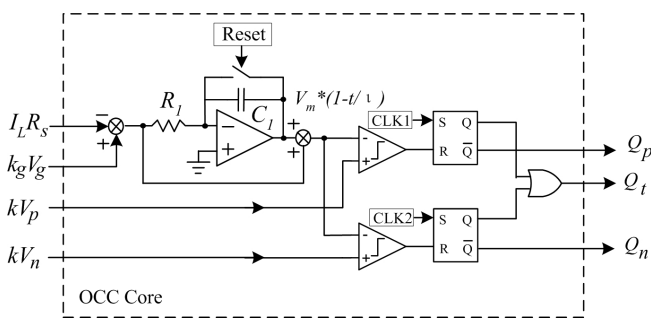 Reset
R1
C1
Vm*(1-t/ι)
−
+
ILRs
kgVg
−
+
+
+
CLK1
S Q
R Q̅
-
+
Qp
Qt
kVp
CLK2
S Q
R Q̅
-
+
kVn
Qn
OCC Core